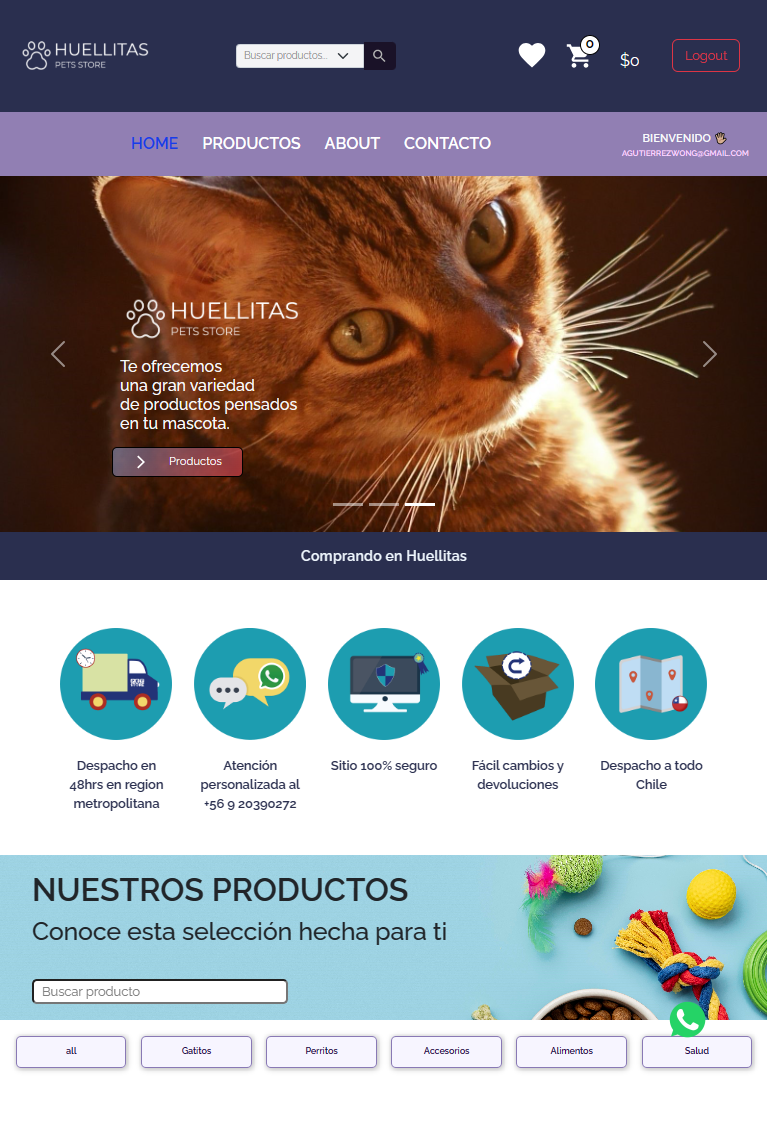 HUELLITAS
PETS STORE
Buscar productos...
0
$0
Logout
HOME PRODUCTOS ABOUT CONTACTO
BIENVENIDO 👋🏽
AGUTIERREZWONG@GMAIL.COM
HUELLITAS
PETS STORE
Te ofrecemos
una gran variedad
de productos pensados
en tu mascota.
Productos
Comprando en Huellitas
Despacho en
48hrs en region
metropolitana
Atención
personalizada al
+56 9 20390272
Sitio 100% seguro
Fácil cambios y
devoluciones
Despacho a todo
Chile
NUESTROS PRODUCTOS
Conoce esta selección hecha para ti
Buscar producto
all
Gatitos
Perritos
Accesorios
Alimentos
Salud